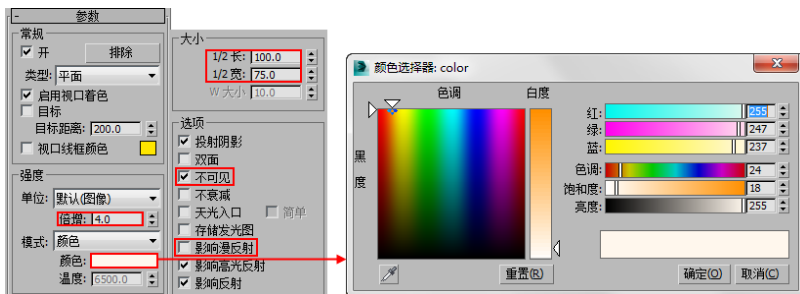 - 参数
常规
开 排除
类型: 平面
启用视口着色
目标
目标距离: 200.0
视口线框颜色
强度
单位: 默认(图像)
倍增: 4.0
模式: 颜色
颜色:
温度: 6500.0
大小
1/2 长: 100.0
1/2 宽: 75.0
W 大小 10.0
选项
投射阴影
双面
不可见
不衰减
天光入口 简单
存储发光图
影响漫反射
影响高光反射
影响反射
颜色选择器: color
色调 白度
黑度
红: 255
绿: 247
蓝: 237
色调: 24
饱和度: 18
亮度: 255
重置(R) 确定(O) 取消(C)